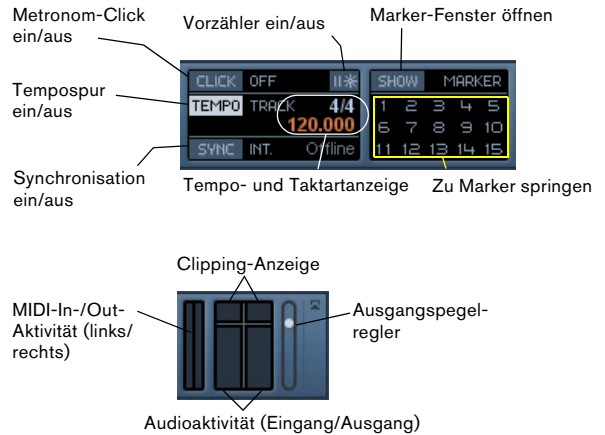 Metronom-Click
ein/aus
Vorzähler ein/aus
Marker-Fenster öffnen
CLICK OFF
SHOW MARKER
Tempospur
ein/aus
TEMPO TRACK 4/4
120.000
1 2 3 4 5
6 7 8 9 10
11 12 13 14 15
SYNC INT. Offline
Synchronisation
ein/aus
Tempo- und Taktartanzeige
Zu Marker springen
Clipping-Anzeige
MIDI-In-/Out-
Aktivität (links/
rechts)
Ausgangspegel-
regler
Audioaktivität (Eingang/Ausgang)